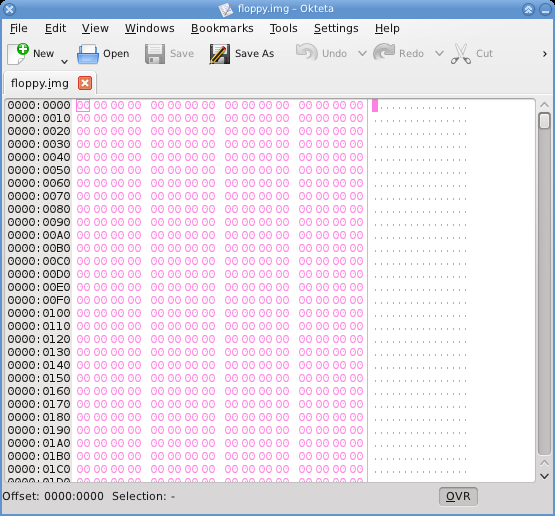 floppy.img – Okteta
File Edit View Windows Bookmarks Tools Settings Help
New Open Save Save As Undo Redo Cut
floppy.img
0000:0000 00 00 00 00 00 00 00 00 00 00 00 00 00 00 00 00 ................
0000:0010 00 00 00 00 00 00 00 00 00 00 00 00 00 00 00 00 ................
0000:0020 00 00 00 00 00 00 00 00 00 00 00 00 00 00 00 00 ................
0000:0030 00 00 00 00 00 00 00 00 00 00 00 00 00 00 00 00 ................
0000:0040 00 00 00 00 00 00 00 00 00 00 00 00 00 00 00 00 ................
0000:0050 00 00 00 00 00 00 00 00 00 00 00 00 00 00 00 00 ................
0000:0060 00 00 00 00 00 00 00 00 00 00 00 00 00 00 00 00 ................
0000:0070 00 00 00 00 00 00 00 00 00 00 00 00 00 00 00 00 ................
0000:0080 00 00 00 00 00 00 00 00 00 00 00 00 00 00 00 00 ................
0000:0090 00 00 00 00 00 00 00 00 00 00 00 00 00 00 00 00 ................
0000:00A0 00 00 00 00 00 00 00 00 00 00 00 00 00 00 00 00 ................
0000:00B0 00 00 00 00 00 00 00 00 00 00 00 00 00 00 00 00 ................
0000:00C0 00 00 00 00 00 00 00 00 00 00 00 00 00 00 00 00 ................
0000:00D0 00 00 00 00 00 00 00 00 00 00 00 00 00 00 00 00 ................
0000:00E0 00 00 00 00 00 00 00 00 00 00 00 00 00 00 00 00 ................
0000:00F0 00 00 00 00 00 00 00 00 00 00 00 00 00 00 00 00 ................
0000:0100 00 00 00 00 00 00 00 00 00 00 00 00 00 00 00 00 ................
0000:0110 00 00 00 00 00 00 00 00 00 00 00 00 00 00 00 00 ................
0000:0120 00 00 00 00 00 00 00 00 00 00 00 00 00 00 00 00 ................
0000:0130 00 00 00 00 00 00 00 00 00 00 00 00 00 00 00 00 ................
0000:0140 00 00 00 00 00 00 00 00 00 00 00 00 00 00 00 00 ................
0000:0150 00 00 00 00 00 00 00 00 00 00 00 00 00 00 00 00 ................
0000:0160 00 00 00 00 00 00 00 00 00 00 00 00 00 00 00 00 ................
0000:0170 00 00 00 00 00 00 00 00 00 00 00 00 00 00 00 00 ................
0000:0180 00 00 00 00 00 00 00 00 00 00 00 00 00 00 00 00 ................
0000:0190 00 00 00 00 00 00 00 00 00 00 00 00 00 00 00 00 ................
0000:01A0 00 00 00 00 00 00 00 00 00 00 00 00 00 00 00 00 ................
0000:01B0 00 00 00 00 00 00 00 00 00 00 00 00 00 00 00 00 ................
0000:01C0 00 00 00 00 00 00 00 00 00 00 00 00 00 00 00 00 ................
0000:01D0 00 00 00 00 00 00 00 00 00 00 00 00 00 00 00 00
Offset: 0000:0000 Selection: - OVR